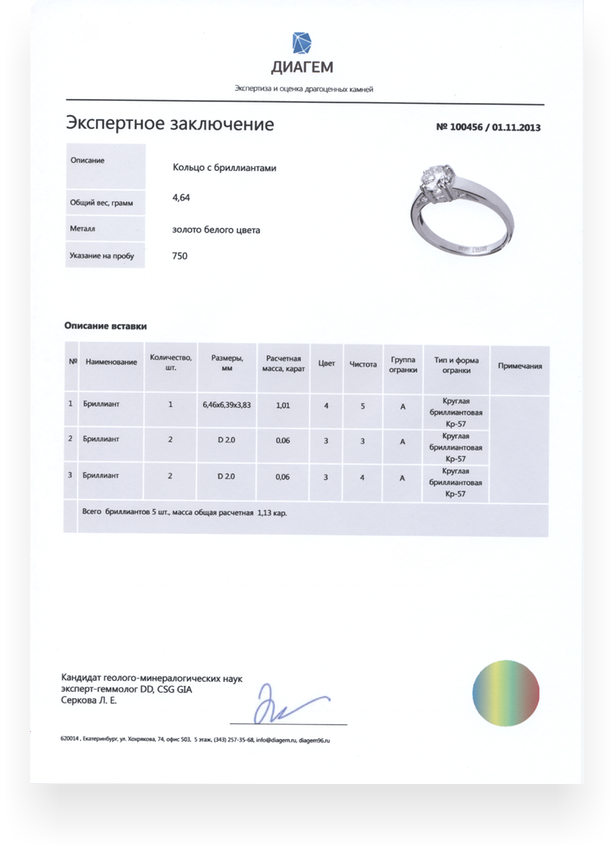 ДИАГЕМ
Экспертиза и оценка драгоценных камней
Экспертное заключение
№ 100456 / 01.11.2013
Описание
Кольцо с бриллиантами
Общий вес, грамм
4,64
Металл
золото белого цвета
Указание на пробу
750
Описание вставки
№ Наименование Количество, шт. Размеры, мм Расчетная масса, карат Цвет Чистота Группа огранки Тип и форма огранки Примечания
1 Бриллиант 1 6,46х6,39х3,83 1,01 4 5 А Круглая бриллиантовая Кр-57
2 Бриллиант 2 D 2.0 0.06 3 3 А Круглая бриллиантовая Кр-57
3 Бриллиант 2 D 2.0 0,06 3 4 А Круглая бриллиантовая Кр-57
Всего бриллиантов 5 шт., масса общая расчетная 1,13 кар.
Кандидат геолого-минералогических наук
эксперт-геммолог DD, CSG GIA
Серкова Л. Е.
620014 , Екатеринбург, ул. Хохрякова, 74, офис 503, 5 этаж, (343) 257-35-68, info@diagem.ru, diagem96.ru